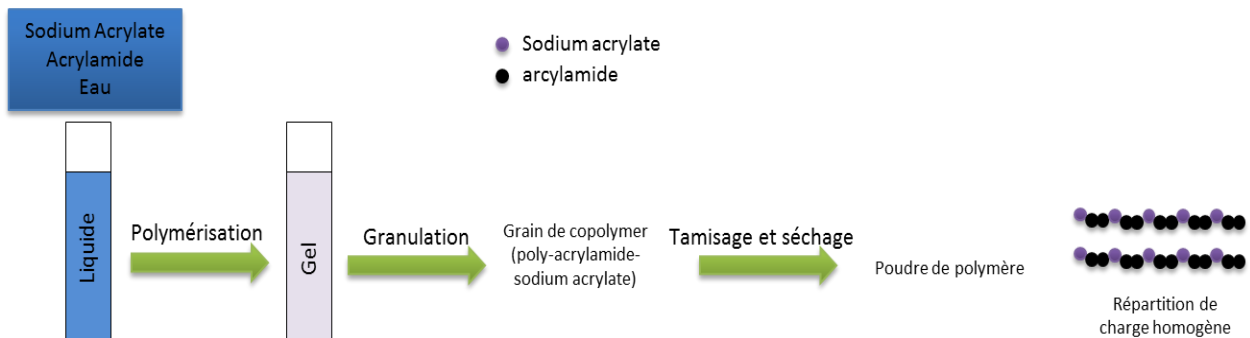 Sodium Acrylate
Acrylamide
Eau
Sodium acrylate
arcylamide
Liquide
Polymérisation
Gel
Granulation
Grain de copolymer
(poly-acrylamide-
sodium acrylate)
Tamisage et séchage
Poudre de polymère
Répartition de
charge homogène